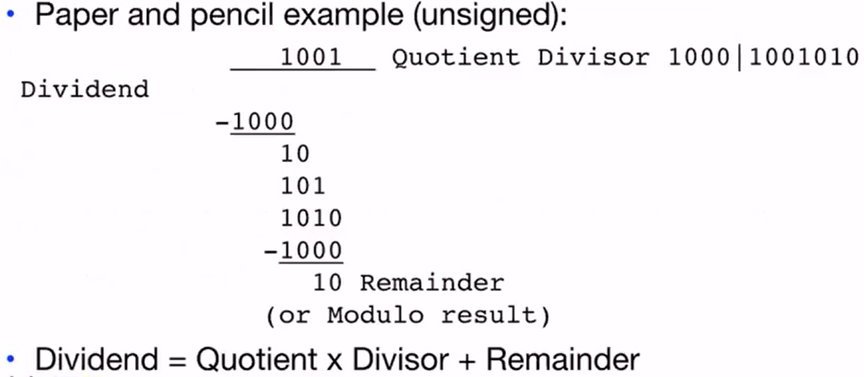 • Paper and pencil example (unsigned):
1001 Quotient Divisor 1000|1001010
Dividend
-1000
10
101
1010
-1000
10 Remainder
(or Modulo result)
• Dividend = Quotient x Divisor + Remainder